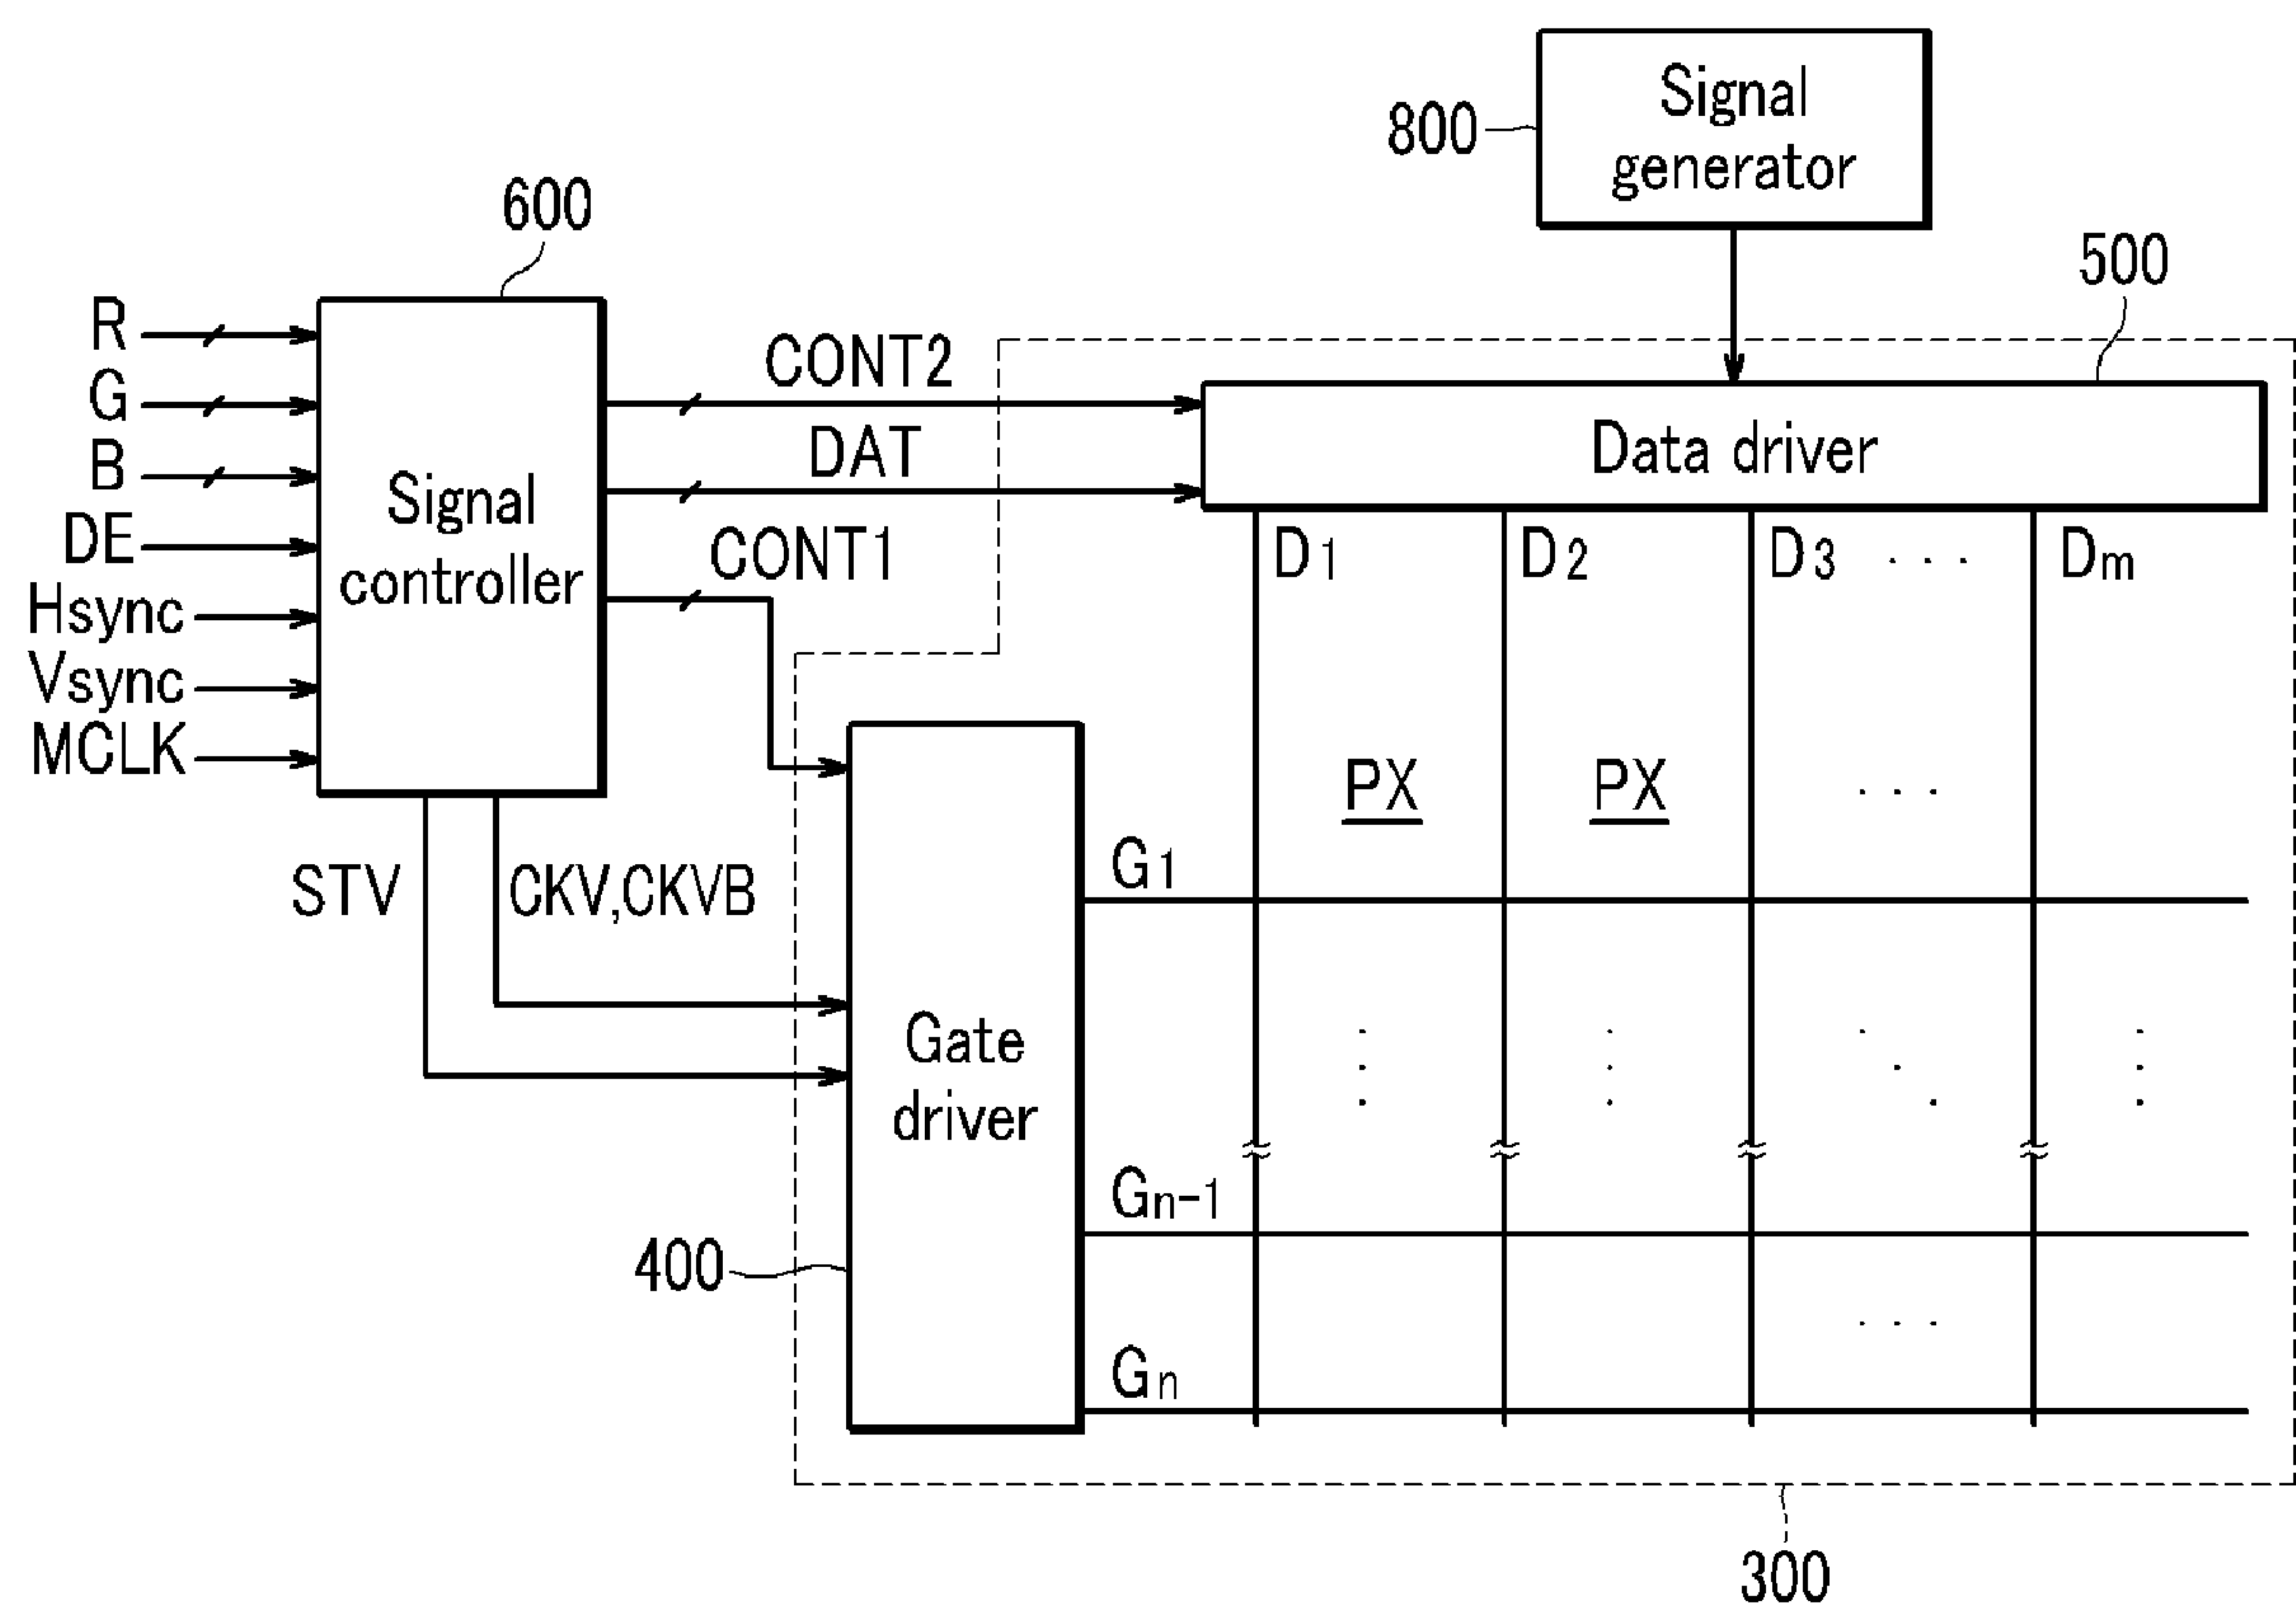 Signal
generator
800
600
500
R
G
B
DE
Hsync
Vsync
MCLK
Signal
controller
CONT2
DAT
CONT1
Data driver
D1 D2 D3 ... Dm
PX PX ...
STV CKV,CKVB
G1
Gate
driver
Gn-1
400
...
Gn
300